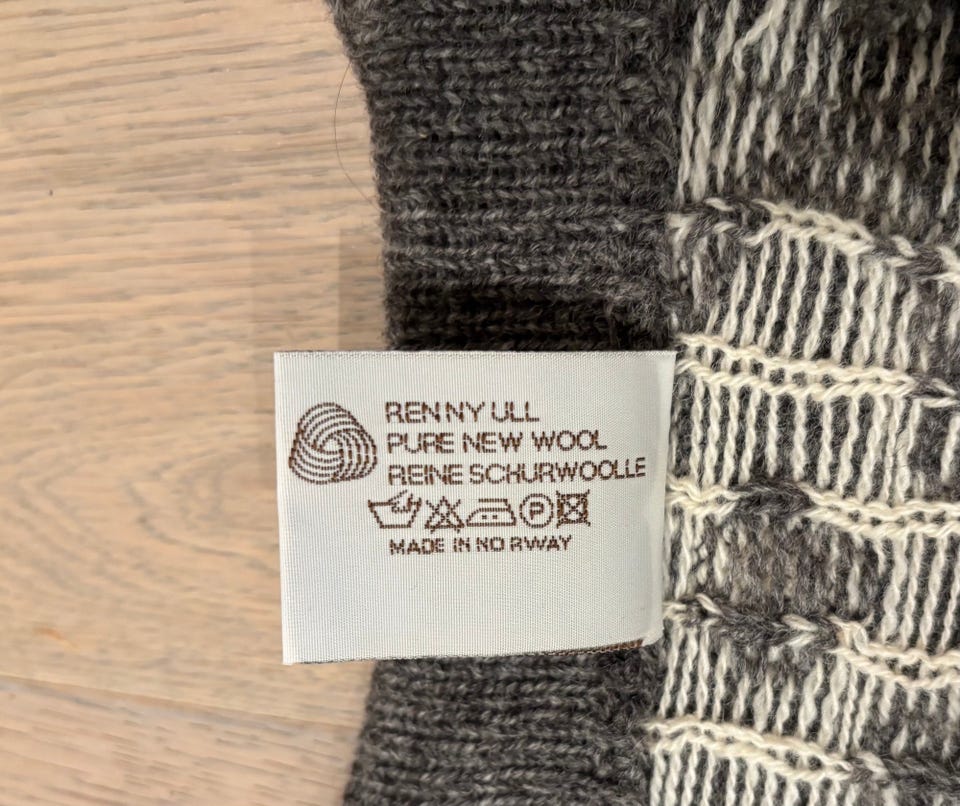 REN NY ULL
PURE NEW WOOL
REINE SCHURWOLLE
P
MADE IN NORWAY